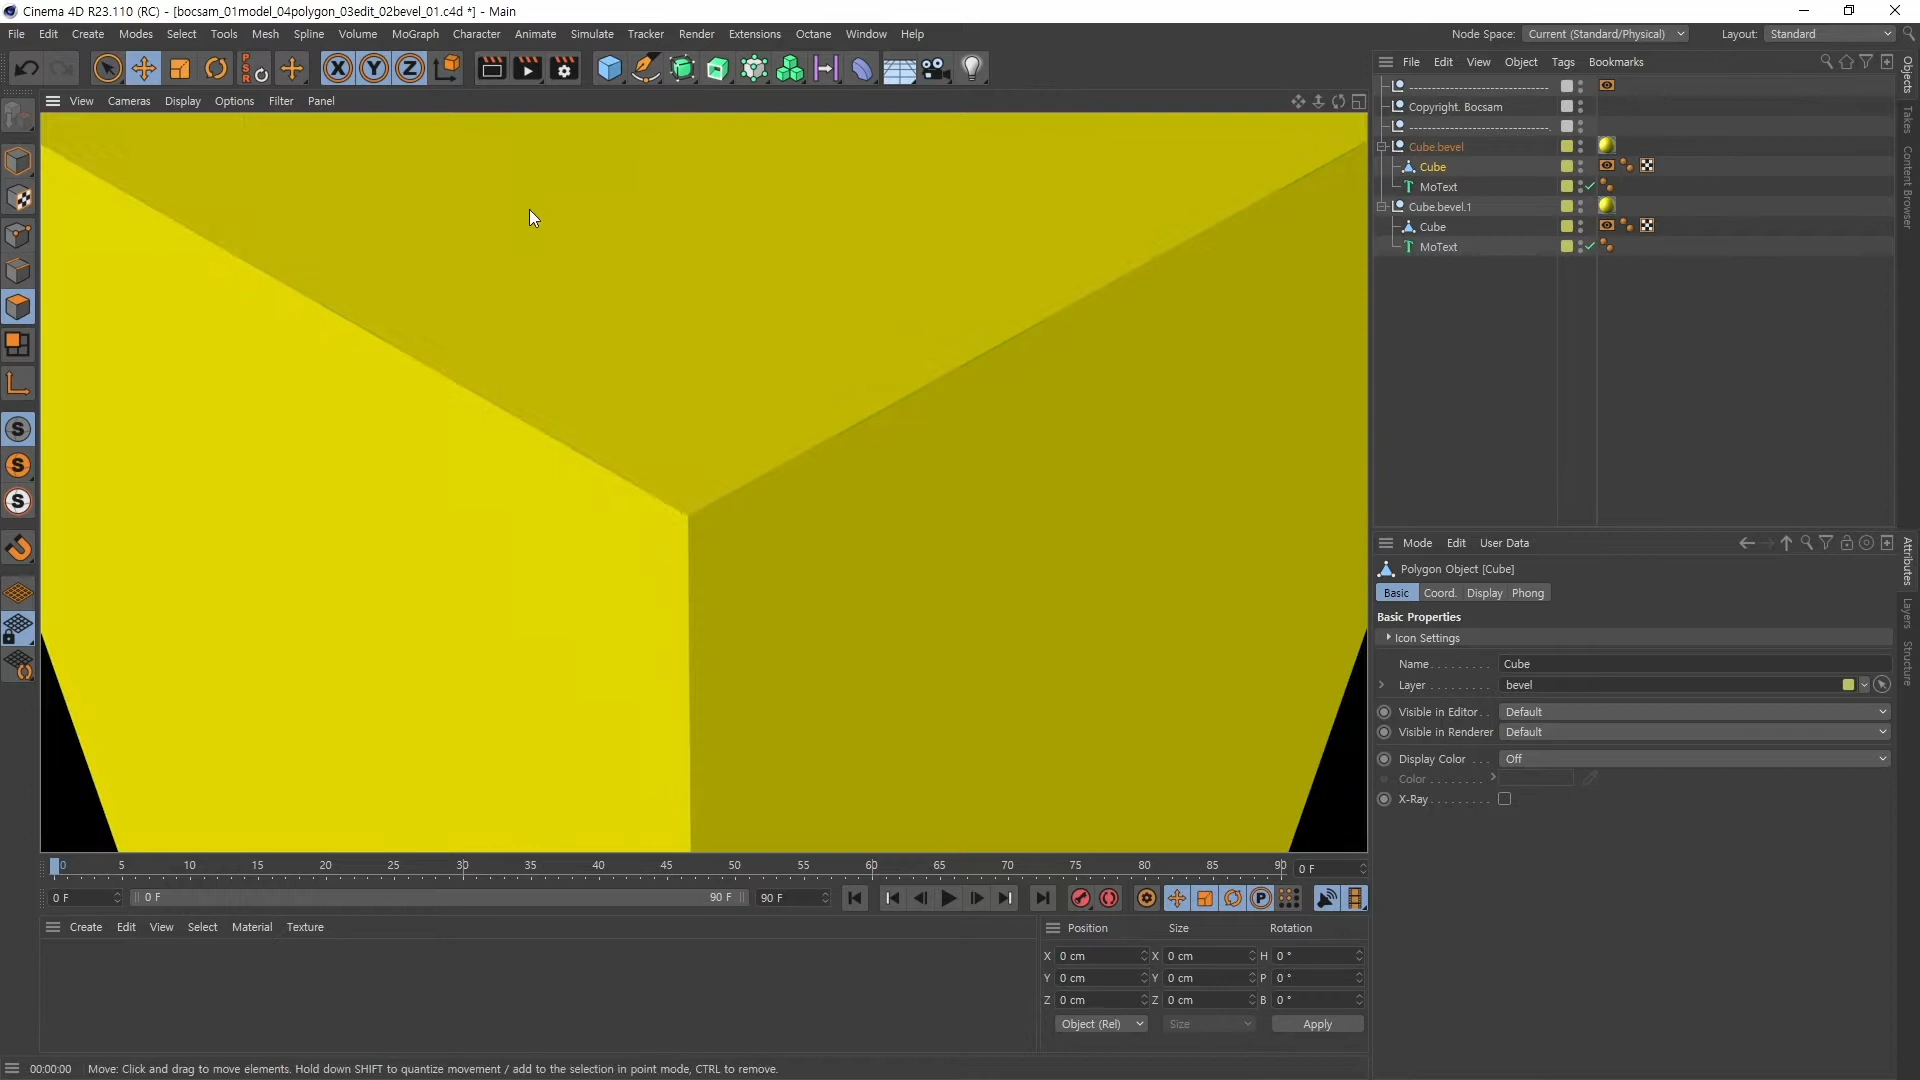 Cinema 4D R23.110 (RC) - [bocsam_01model_04polygon_03edit_02bevel_01.c4d *] - Main
File Edit Create Modes Select Tools Mesh Spline Volume MoGraph Character Animate Simulate Tracker Render Extensions Octane Window Help
Node Space: Current (Standard/Physical) Layout: Standard
View Cameras Display Options Filter Panel
File Edit View Object Tags Bookmarks
-------------------------------
Copyright. Bocsam
-------------------------------.
Cube.bevel
Cube
MoText
Cube.bevel.1
Cube
MoText
Objects
Takes
Content Browser
Mode Edit User Data
Polygon Object [Cube]
Basic Coord. Display Phong
Basic Properties
Icon Settings
Name. . . . . . . . . Cube
Layer . . . . . . . . . bevel
Visible in Editor. . Default
Visible in Renderer Default
Display Color . . . Off
Color . . . . . . . .
X-Ray. . . . . . . . .
Attributes
Layers
Structure
0 5 10 15 20 25 30 35 40 45 50 55 60 65 70 75 80 85 90 0 F
0 F 0 F 90 F 90 F
Create Edit View Select Material Texture
Position Size Rotation
X 0 cm X 0 cm H 0 °
Y 0 cm Y 0 cm P 0 °
Z 0 cm Z 0 cm B 0 °
Object (Rel) Size Apply
00:00:00 Move: Click and drag to move elements. Hold down SHIFT to quantize movement / add to the selection in point mode, CTRL to remove.